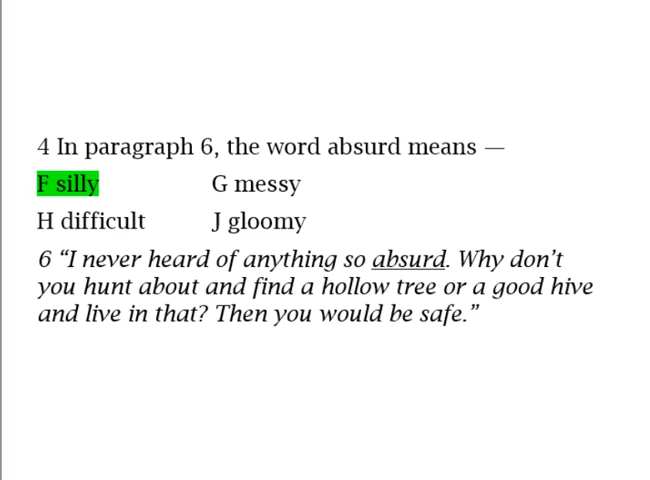 4 In paragraph 6, the word absurd means —
F silly G messy
H difficult J gloomy
6 “I never heard of anything so absurd. Why don’t
you hunt about and find a hollow tree or a good hive
and live in that? Then you would be safe.”